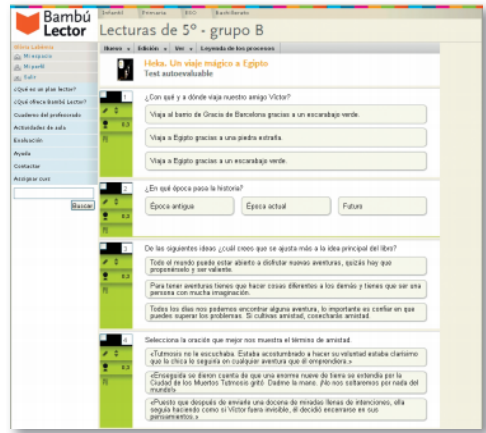 Infantil Primaria ESO Bachillerato
Bambú
Lector
Lecturas de 5º - grupo B
Nuevo Edición Ver Leyenda de los procesos
Mi espacio
Mi perfil
Salir
¿Qué es un plan lector?
¿Qué ofrece Bambú Lector?
Cuaderno del profesorado
Actividades de aula
Evaluación
Ayuda
Contactar
Asignar curs
Buscar
Heka. Un viaje mágico a Egipto
Test autoevaluable
1
¿Con qué y a dónde viaja nuestro amigo Víctor?
Viaja al barrio de Gracia de Barcelona gracias a un escarabajo verde.
Viaja a Egipto gracias a una piedra extraña.
Viaja a Egipto gracias a un escarabajo verde.
2
¿En qué época pasa la historia?
Época antigua Época actual Futuro
3
De las siguientes ideas ¿cuál crees que se ajusta más a la idea principal del libro?
Todo el mundo puede estar abierto a disfrutar nuevas aventuras, quizás hay que
proponérselo y ser valiente.
Para tener aventuras tienes que hacer cosas diferentes a los demás y tienes que ser una
persona con mucha imaginación.
Todos los días nos podemos encontrar alguna aventura, lo importante es confiar en que
puedes superar los problemas. Si cultivas amistad, cosecharás amistad.
4
Selecciona la oración que mejor nos muestra el término de amistad.
«Tutmosis no le escuchaba. Estaba acostumbrado a hacer su voluntad estaba clarísimo
que la chica le seguiría en cualquier aventura que él emprendiera.»
«Enseguida se dieron cuenta de que una enorme nueve de tierra se extendía por la
Ciudad de los Muertos Tutmosis gritó: Dadme la mano. ¡No nos soltaremos por nada del
mundo!»
«Puesto que después de enviarle una docena de miradas llenas de intenciones, ella
seguía haciendo como si Víctor fuera invisible, él decidió encerrarse en sus
pensamientos.»